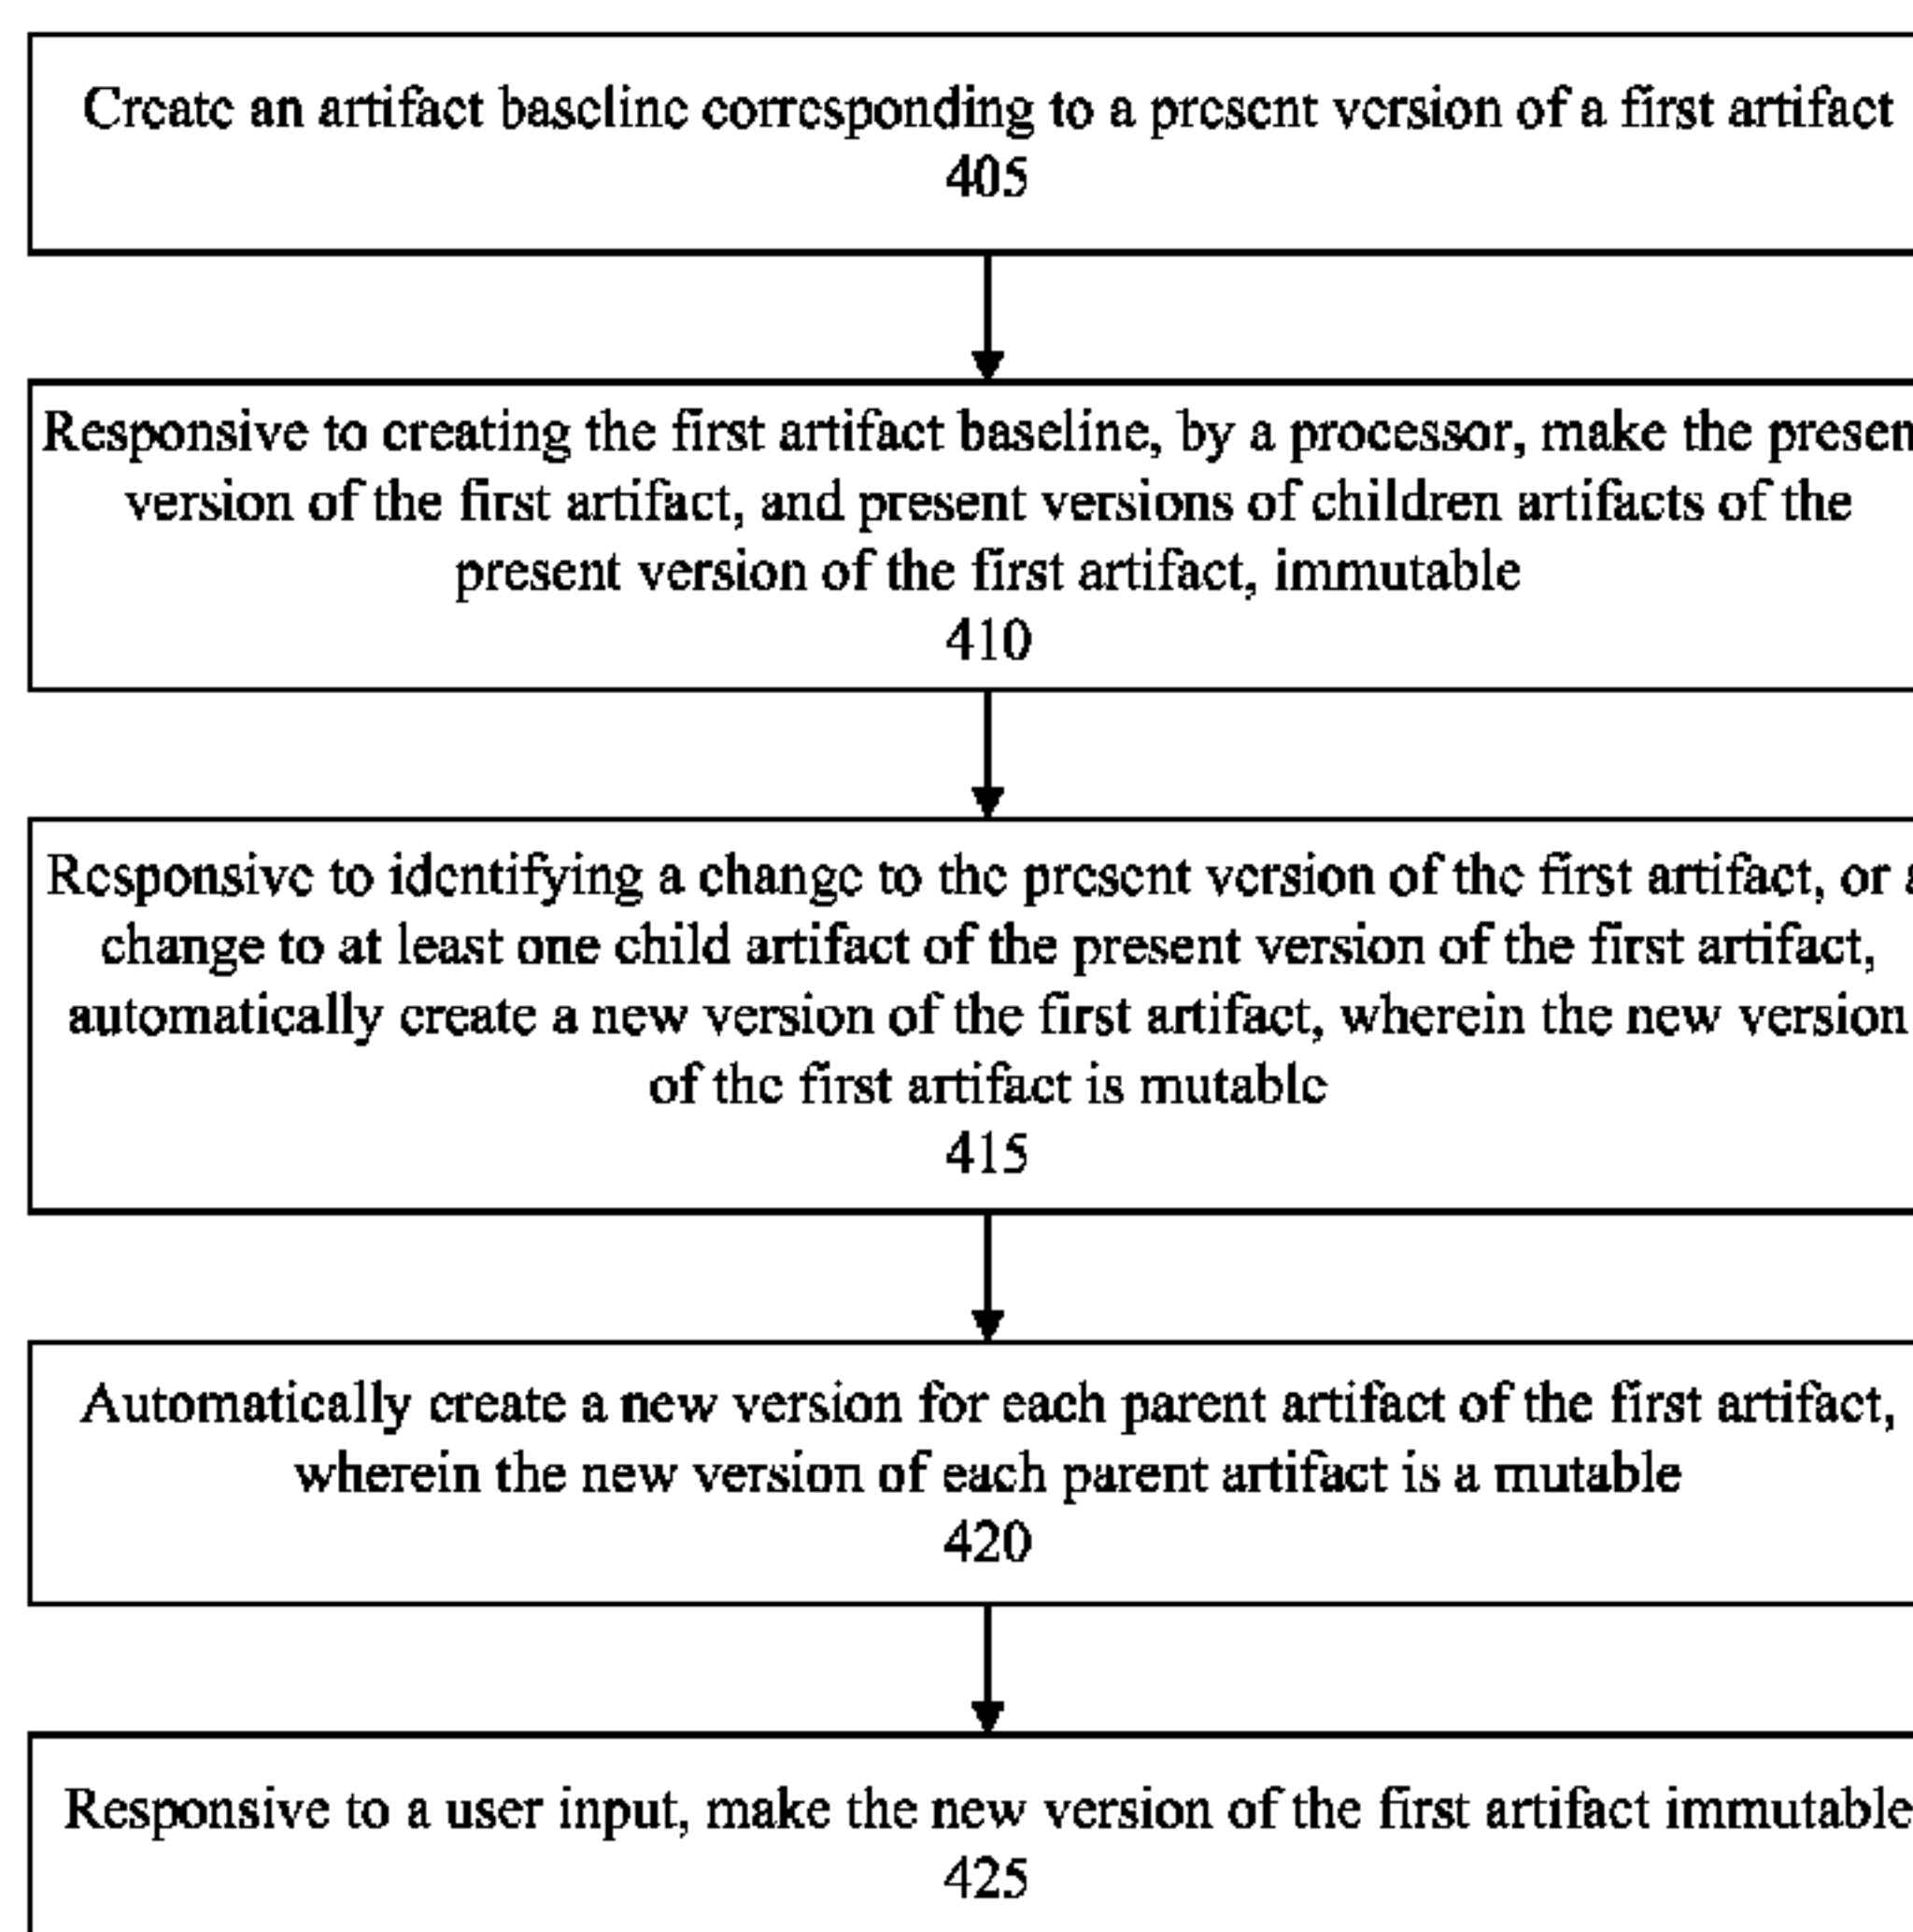 Create an artifact baseline corresponding to a present version of a first artifact
405
Responsive to creating the first artifact baseline, by a processor, make the presen
version of the first artifact, and present versions of children artifacts of the
present version of the first artifact, immutable
410
Responsive to identifying a change to the present version of the first artifact, or a
change to at least one child artifact of the present version of the first artifact,
automatically create a new version of the first artifact, wherein the new version
of the first artifact is mutable
415
Automatically create a new version for each parent artifact of the first artifact,
wherein the new version of each parent artifact is a mutable
420
Responsive to a user input, make the new version of the first artifact immutable
425